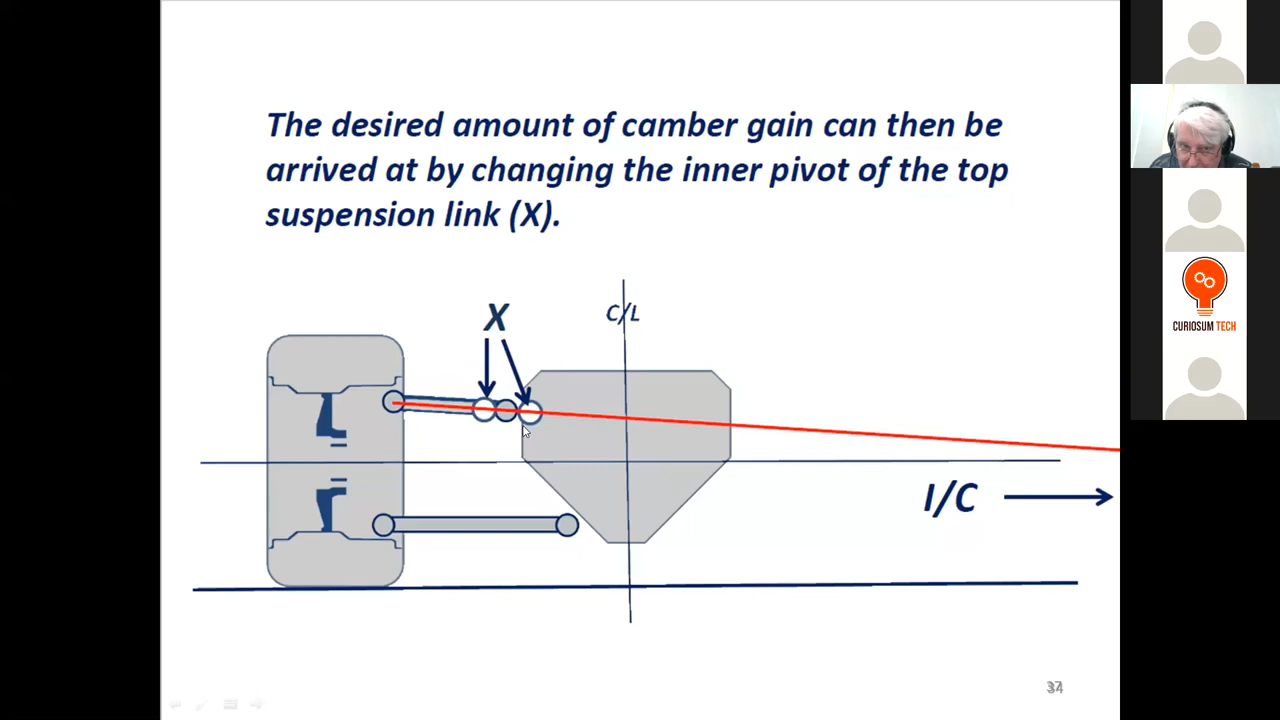 The desired amount of camber gain can then be
arrived at by changing the inner pivot of the top
suspension link (X).
X
C/L
I/C
CURIOSUM TECH